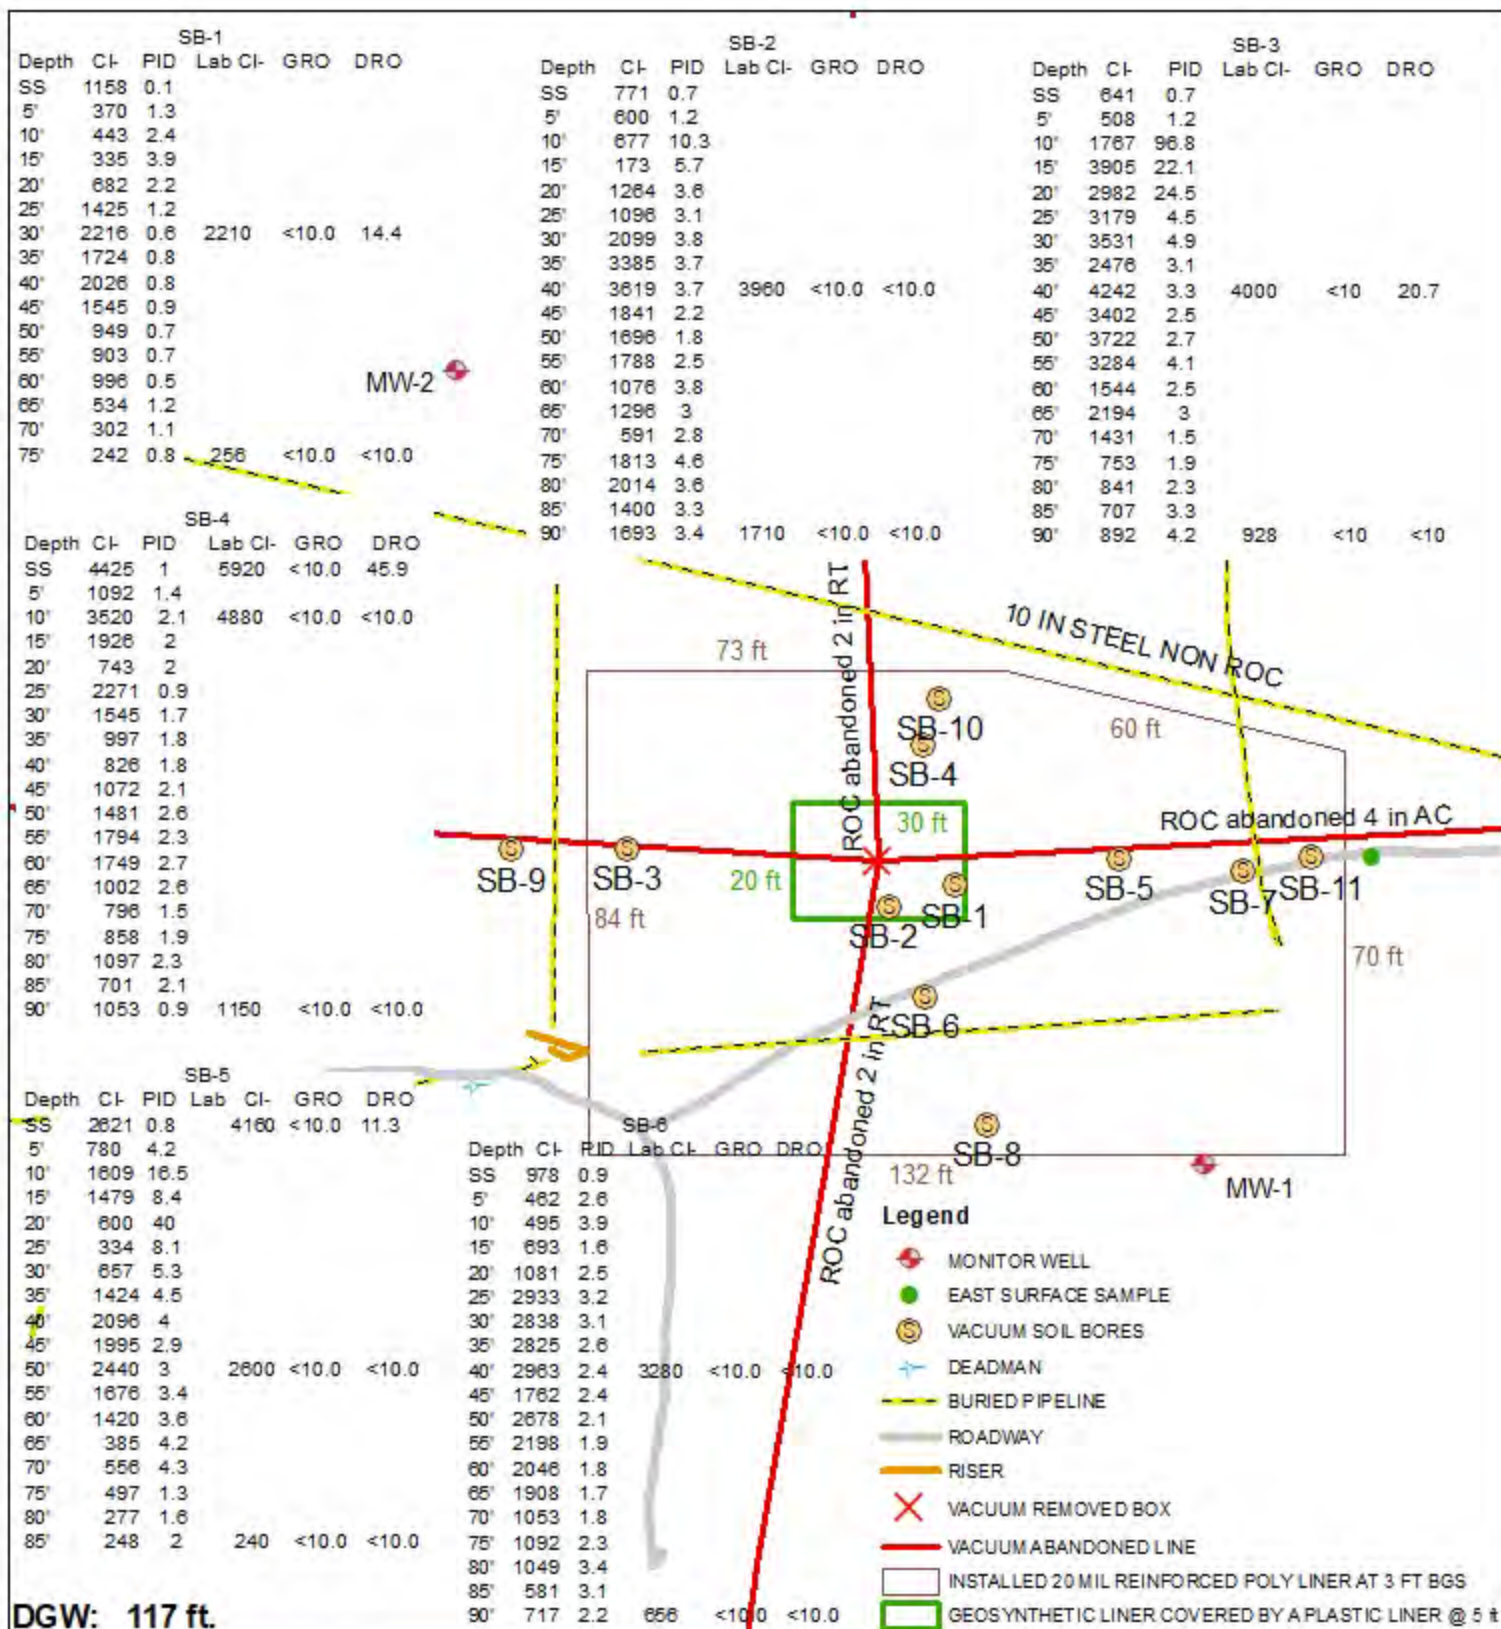 SB-1
Depth Cl- PID Lab Cl- GRO DRO
SS 1158 0.1
5' 370 1.3
10' 443 2.4
15' 335 3.9
20' 682 2.2
25' 1425 1.2
30' 2216 0.6 2210 <10.0 14.4
35' 1724 0.8
40' 2026 0.8
45' 1545 0.9
50' 949 0.7
55' 903 0.7
60' 996 0.5
65' 534 1.2
70' 302 1.1
75' 242 0.8 256 <10.0 <10.0
SB-2
Depth Cl- PID Lab Cl- GRO DRO
SS 771 0.7
5' 600 1.2
10' 677 10.3
15' 173 5.7
20' 1264 3.6
25' 1096 3.1
30' 2099 3.8
35' 3385 3.7
40' 3619 3.7 3960 <10.0 <10.0
45' 1841 2.2
50' 1696 1.8
55' 1788 2.5
60' 1076 3.8
65' 1296 3
70' 591 2.8
75' 1813 4.6
80' 2014 3.6
85' 1400 3.3
90' 1693 3.4 1710 <10.0 <10.0
SB-3
Depth Cl- PID Lab Cl- GRO DRO
SS 641 0.7
5' 508 1.2
10' 1767 96.8
15' 3905 22.1
20' 2982 24.5
25' 3179 4.5
30' 3531 4.9
35' 2476 3.1
40' 4242 3.3 4000 <10 20.7
45' 3402 2.5
50' 3722 2.7
55' 3284 4.1
60' 1544 2.5
65' 2194 3
70' 1431 1.5
75' 753 1.9
80' 841 2.3
85' 707 3.3
90' 892 4.2 928 <10 <10
MW-2
SB-4
Depth Cl- PID Lab Cl- GRO DRO
SS 4425 1 5920 <10.0 45.9
5' 1092 1.4
10' 3520 2.1 4880 <10.0 <10.0
15' 1926 2
20' 743 2
25' 2271 0.9
30' 1545 1.7
35' 997 1.8
40' 826 1.8
45' 1072 2.1
50' 1481 2.6
55' 1794 2.3
60' 1749 2.7
65' 1002 2.6
70' 796 1.5
75' 858 1.9
80' 1097 2.3
85' 701 2.1
90' 1053 0.9 1150 <10.0 <10.0
10 IN STEEL NON ROC
ROC abandoned 2 in RT
73 ft
60 ft
SB-10
SB-4
ROC abandoned 4 in AC
30 ft
20 ft
SB-9
SB-3
SB-5
SB-7
SB-11
SB-1
SB-2
84 ft
70 ft
SB-6
ROC abandoned 2 in RT
SB-8
132 ft
MW-1
SB-5
Depth Cl- PID Lab Cl- GRO DRO
SS 2621 0.8 4160 <10.0 11.3
5' 780 4.2
10' 1609 16.5
15' 1479 8.4
20' 600 40
25' 334 8.1
30' 657 5.3
35' 1424 4.5
40' 2096 4
45' 1995 2.9
50' 2440 3 2600 <10.0 <10.0
55' 1676 3.4
60' 1420 3.6
65' 385 4.2
70' 556 4.3
75' 497 1.3
80' 277 1.6
85' 248 2 240 <10.0 <10.0
SB-6
Depth Cl- PID Lab Cl- GRO DRO
SS 978 0.9
5' 462 2.6
10' 495 3.9
15' 693 1.6
20' 1081 2.5
25' 2933 3.2
30' 2838 3.1
35' 2825 2.6
40' 2963 2.4 3280 <10.0 <10.0
45' 1762 2.4
50' 2678 2.1
55' 2198 1.9
60' 2046 1.8
65' 1908 1.7
70' 1053 1.8
75' 1092 2.3
80' 1049 3.4
85' 581 3.1
90' 717 2.2 656 <10.0 <10.0
Legend
MONITOR WELL
EAST SURFACE SAMPLE
VACUUM SOIL BORES
DEADMAN
BURIED PIPELINE
ROADWAY
RISER
VACUUM REMOVED BOX
VACUUM ABANDONED LINE
INSTALLED 20 MIL REINFORCED POLY LINER AT 3 FT BGS
GEOSYNTHETIC LINER COVERED BY A PLASTIC LINER @ 5 ft
DGW: 117 ft.